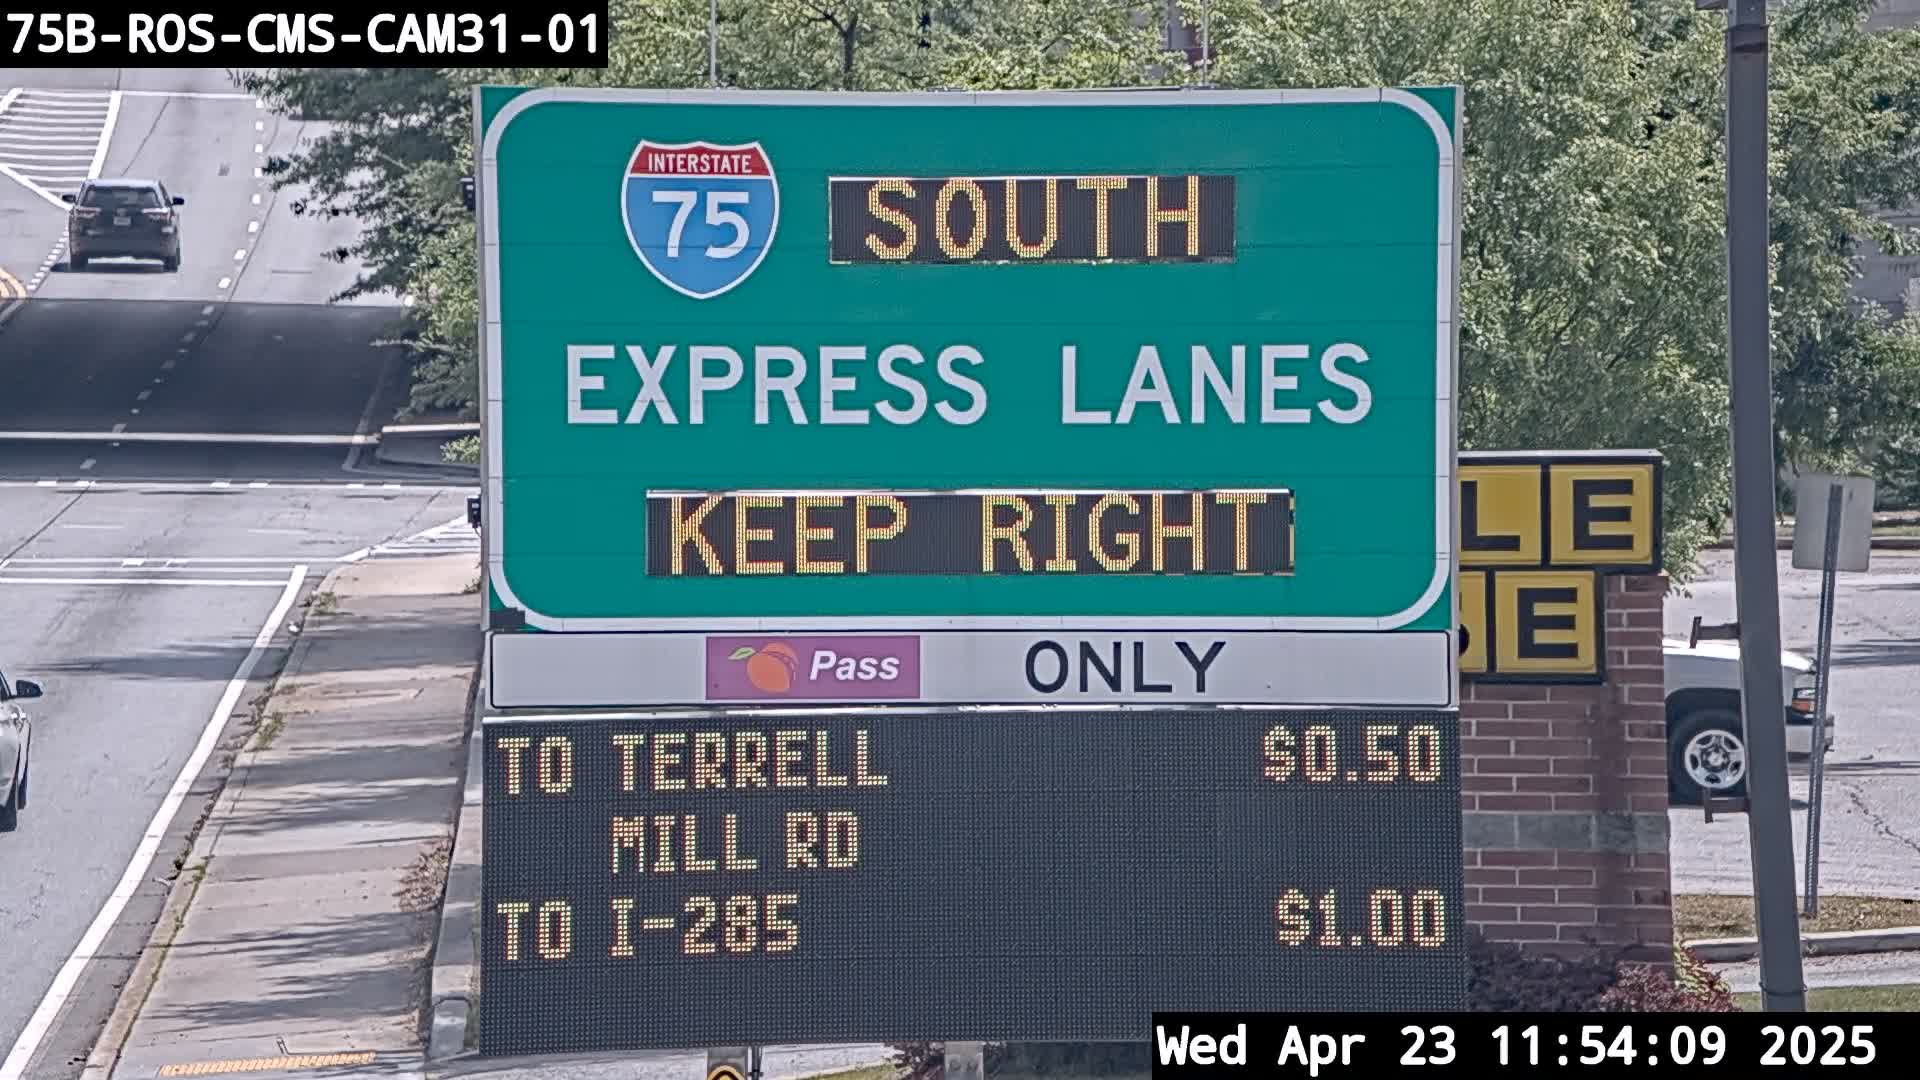 75B-ROS-CMS-CAM31-01
INTERSTATE
75
SOUTH
EXPRESS LANES
KEEP RIGHT
LE
E
Pass ONLY
TO TERRELL $0.50
MILL RD
TO I-285 $1.00
Wed Apr 23 11:54:09 2025